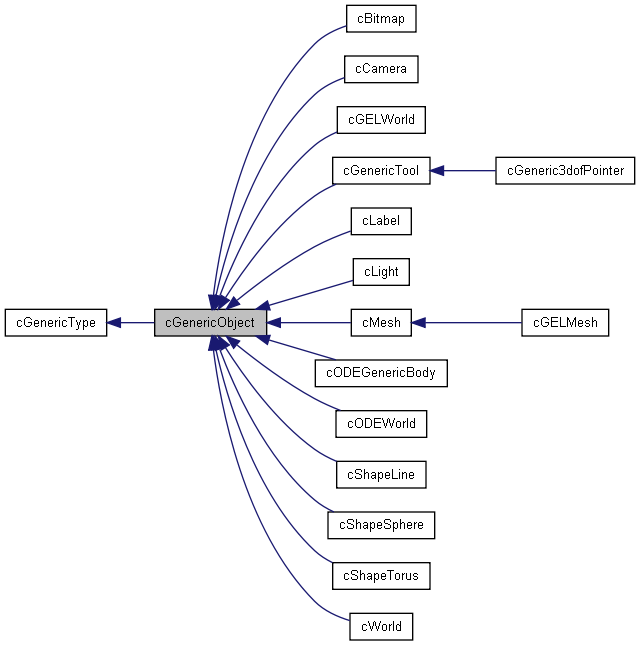 cBitmap
cCamera
cGELWorld
cGenericTool
cGeneric3dofPointer
cLabel
cLight
cGenericType
cGenericObject
cMesh
cGELMesh
cODEGenericBody
cODEWorld
cShapeLine
cShapeSphere
cShapeTorus
cWorld